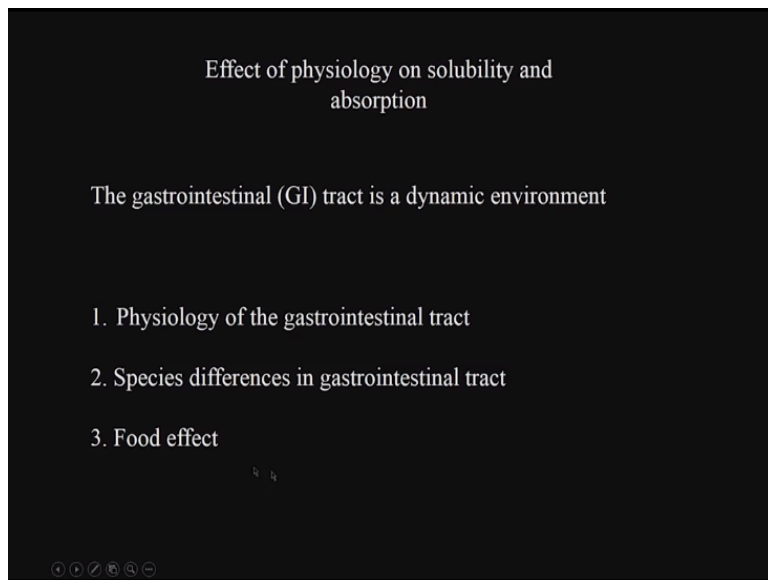 Effect of physiology on solubility and
absorption
The gastrointestinal (GI) tract is a dynamic environment
1. Physiology of the gastrointestinal tract
2. Species differences in gastrointestinal tract
3. Food effect